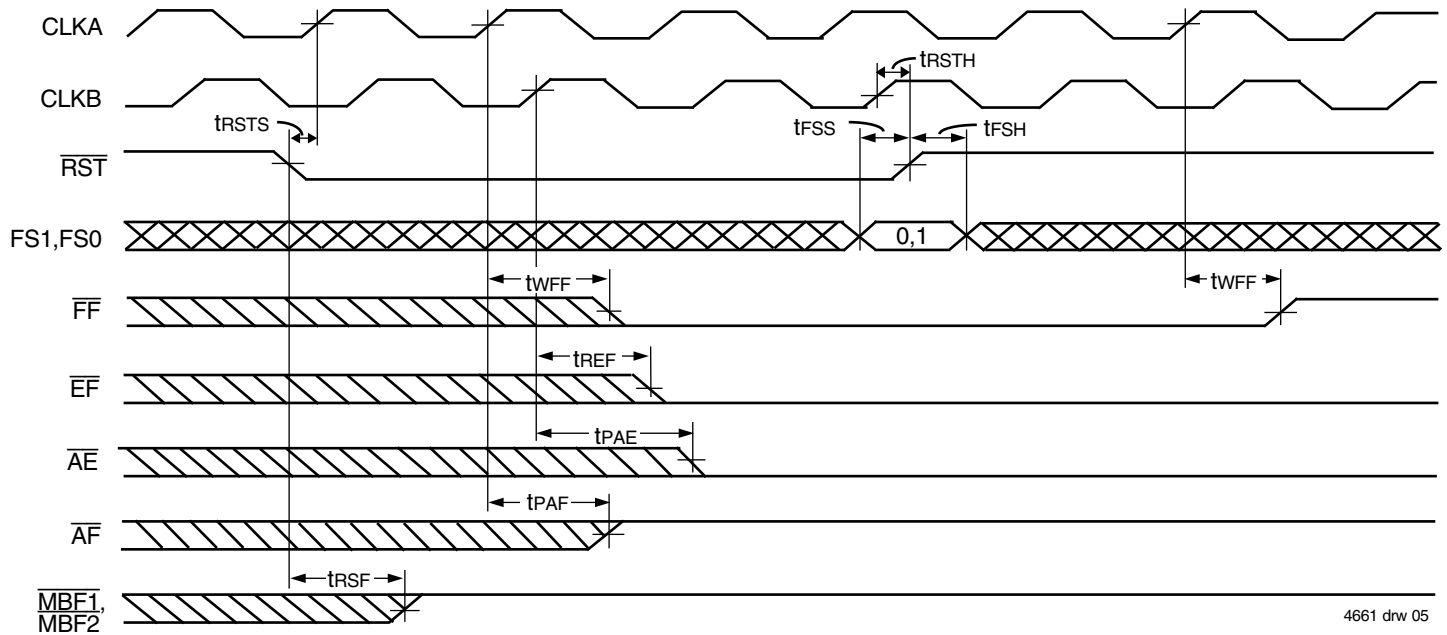 CLKA
tRSTH
CLKB
tRSTS
tFSS
tFSH
RST
FS1,FS0
0,1
tWFF
tWFF
FF
tREF
EF
tPAE
AE
tPAF
AF
tRSF
MBF1,
MBF2
4661 drw 05